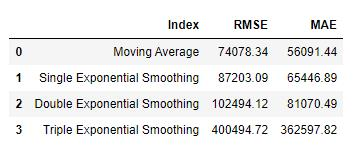 Index RMSE MAE
0 Moving Average 74078.34 56091.44
1 Single Exponential Smoothing 87203.09 65446.89
2 Double Exponential Smoothing 102494.12 81070.49
3 Triple Exponential Smoothing 400494.72 362597.82